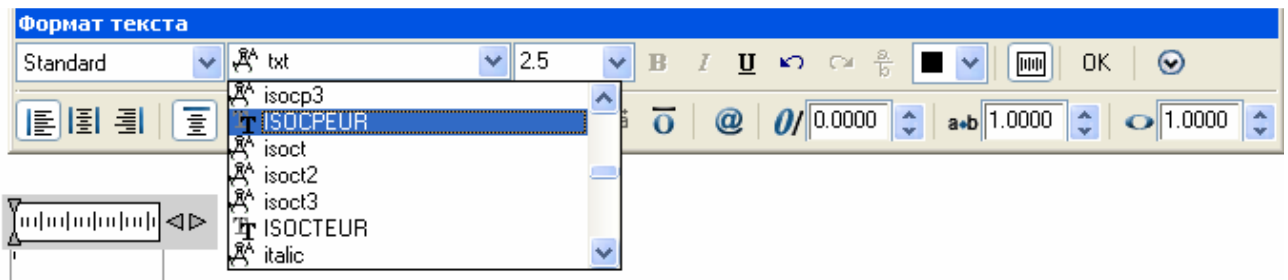 Формат текста
Standard txt 2.5 B I U a/b OK
isocp3
ISOCPEUR O @ 0/ 0.0000 a•b 1.0000 1.0000
isoct
isoct2
isoct3
ISOCTEUR
italic